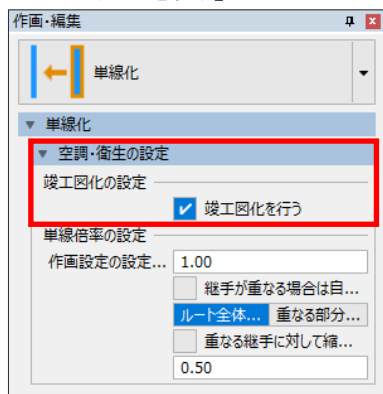 作画・編集
単線化
単線化
空調・衛生の設定
竣工図化の設定
竣工図化を行う
単線倍率の設定
作画設定の設定... 1.00
継手が重なる場合は自...
ルート全体... 重なる部分...
重なる継手に対して縮...
0.50